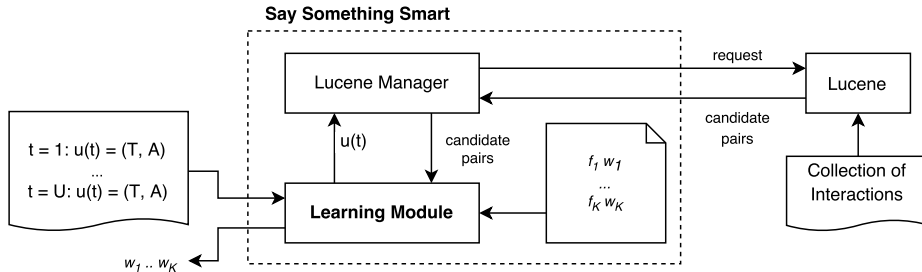 Say Something Smart
Lucene Manager
request
Lucene
candidate
pairs
u(t)
candidate
pairs
t = 1: u(t) = (T, A)
...
t = U: u(t) = (T, A)
f1 w1
...
fK wK
Collection of
Interactions
Learning Module
w1 .. wK